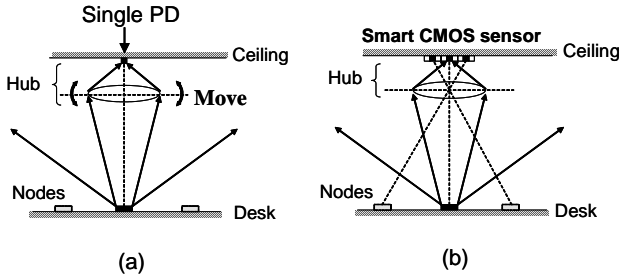 Single PD
Ceiling
Hub
Move
Nodes
Desk
(a)
Smart CMOS sensor
Ceiling
Hub
Nodes
Desk
(b)